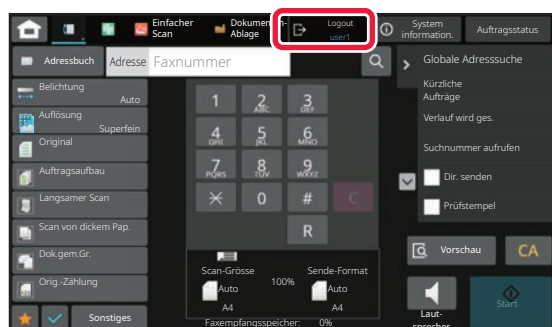 Einfacher
Scan
Dokumenten-
Ablage
Logout
user1
System
information.
Auftragsstatus
Adressbuch
Adresse
Faxnummer
Globale Adresssuche
Belichtung
Auto
Auflösung
Superfein
Original
Auftragsaufbau
Langsamer Scan
Scan von dickem Pap.
Dok.gem.Gr.
Orig.-Zählung
Sonstiges
1
2
ABC
3
DEF
4
GHI
5
JKL
6
MNO
7
PQRS
8
TUV
9
WXYZ
0
#
C
R
Scan-Grösse
Auto
A4
100%
Sende-Format
Auto
A4
Faxempfangsspeicher: 0%
Kürzliche
Aufträge
Verlauf wird ges.
Suchnummer aufrufen
Dir. senden
Prüfstempel
Vorschau
CA
Laut-
sprecher
Start